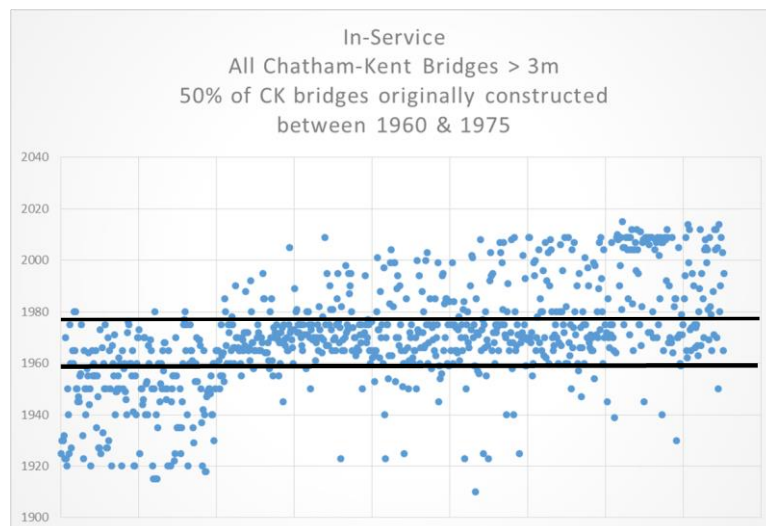 In-Service
All Chatham-Kent Bridges > 3m
50% of CK bridges originally constructed
between 1960 & 1975
2040
2020
2000
1980
1960
1940
1920
1900